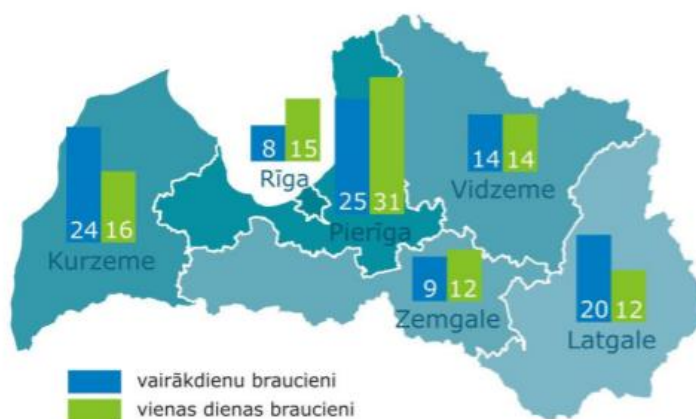 8 15
Rīga
24 16
Kurzeme
25 31
Pierīga
14 14
Vidzeme
9 12
Zemgale
20 12
Latgale
vairākdienu braucieni
vienas dienas braucieni